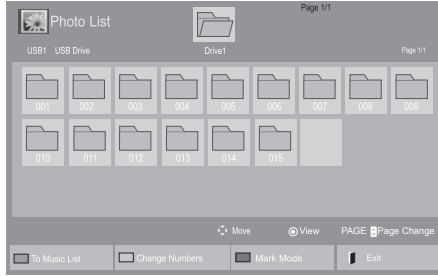 Page 1/1
Photo List
USB1 USB Drive Drive1 Page 1/1
001 002 003 004 005 006 007 008 009
010 011 012 013 014 015
Move View PAGE Page Change
To Music List Change Numbers Mark Mode Exit